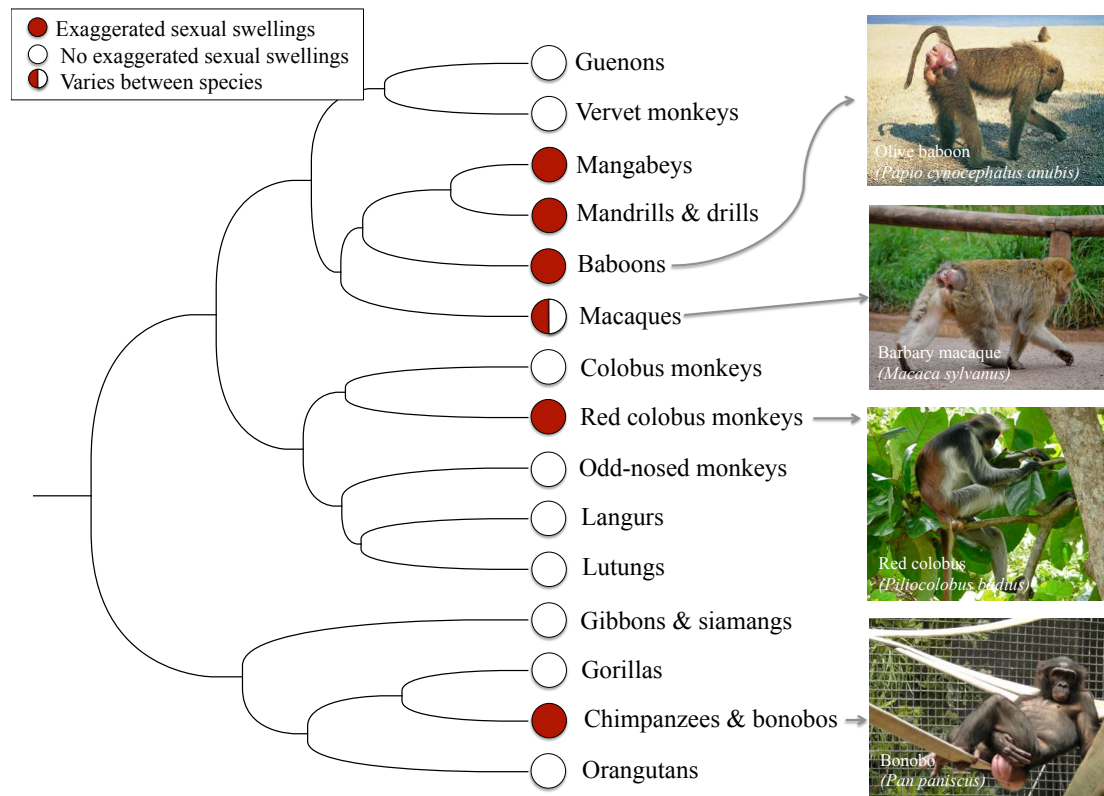 Exaggerated sexual swellings
No exaggerated sexual swellings
Varies between species
Guenons
Vervet monkeys
Mangabeys
Mandrills & drills
Baboons
Macaques
Colobus monkeys
Red colobus monkeys
Odd-nosed monkeys
Langurs
Lutungs
Gibbons & siamangs
Gorillas
Chimpanzees & bonobos
Orangutans
Olive baboon
(Papio cynocephalus anubis)
Barbary macaque
(Macaca sylvanus)
Red colobus
(Piliocolobus badius)
Bonobo
(Pan paniscus)